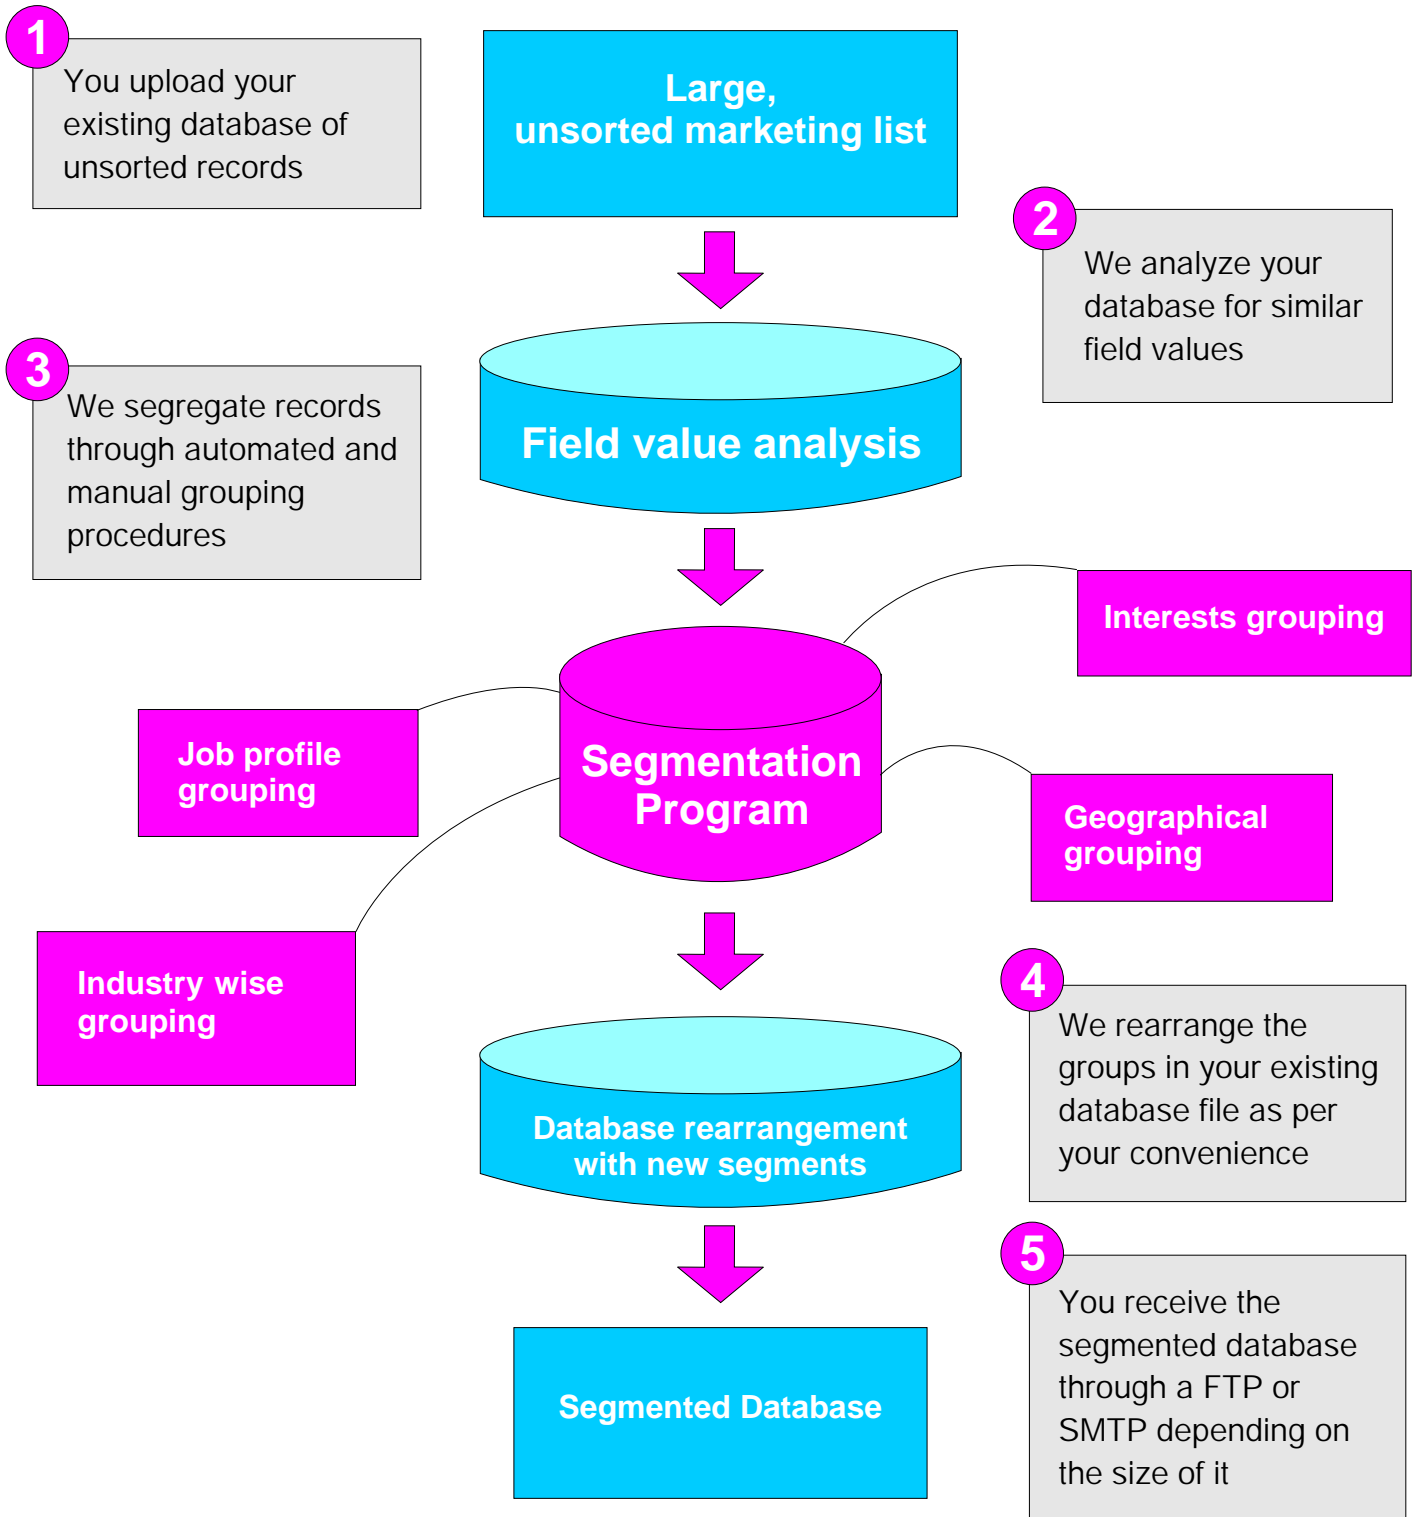 1
You upload your
existing database of
unsorted records
Large,
unsorted marketing list
2
We analyze your
database for similar
field values
3
We segregate records
through automated and
manual grouping
procedures
Field value analysis
Interests grouping
Job profile
grouping
Segmentation
Program
Geographical
grouping
Industry wise
grouping
4
We rearrange the
groups in your existing
database file as per
your convenience
Database rearrangement
with new segments
5
You receive the
segmented database
through a FTP or
SMTP depending on
the size of it
Segmented Database